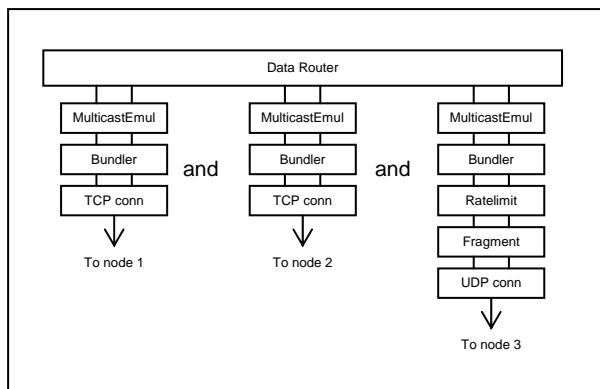 Data Router
MulticastEmul MulticastEmul MulticastEmul
Bundler and Bundler and Bundler
TCP conn TCP conn Ratelimit
To node 1 To node 2 Fragment
UDP conn
To node 3